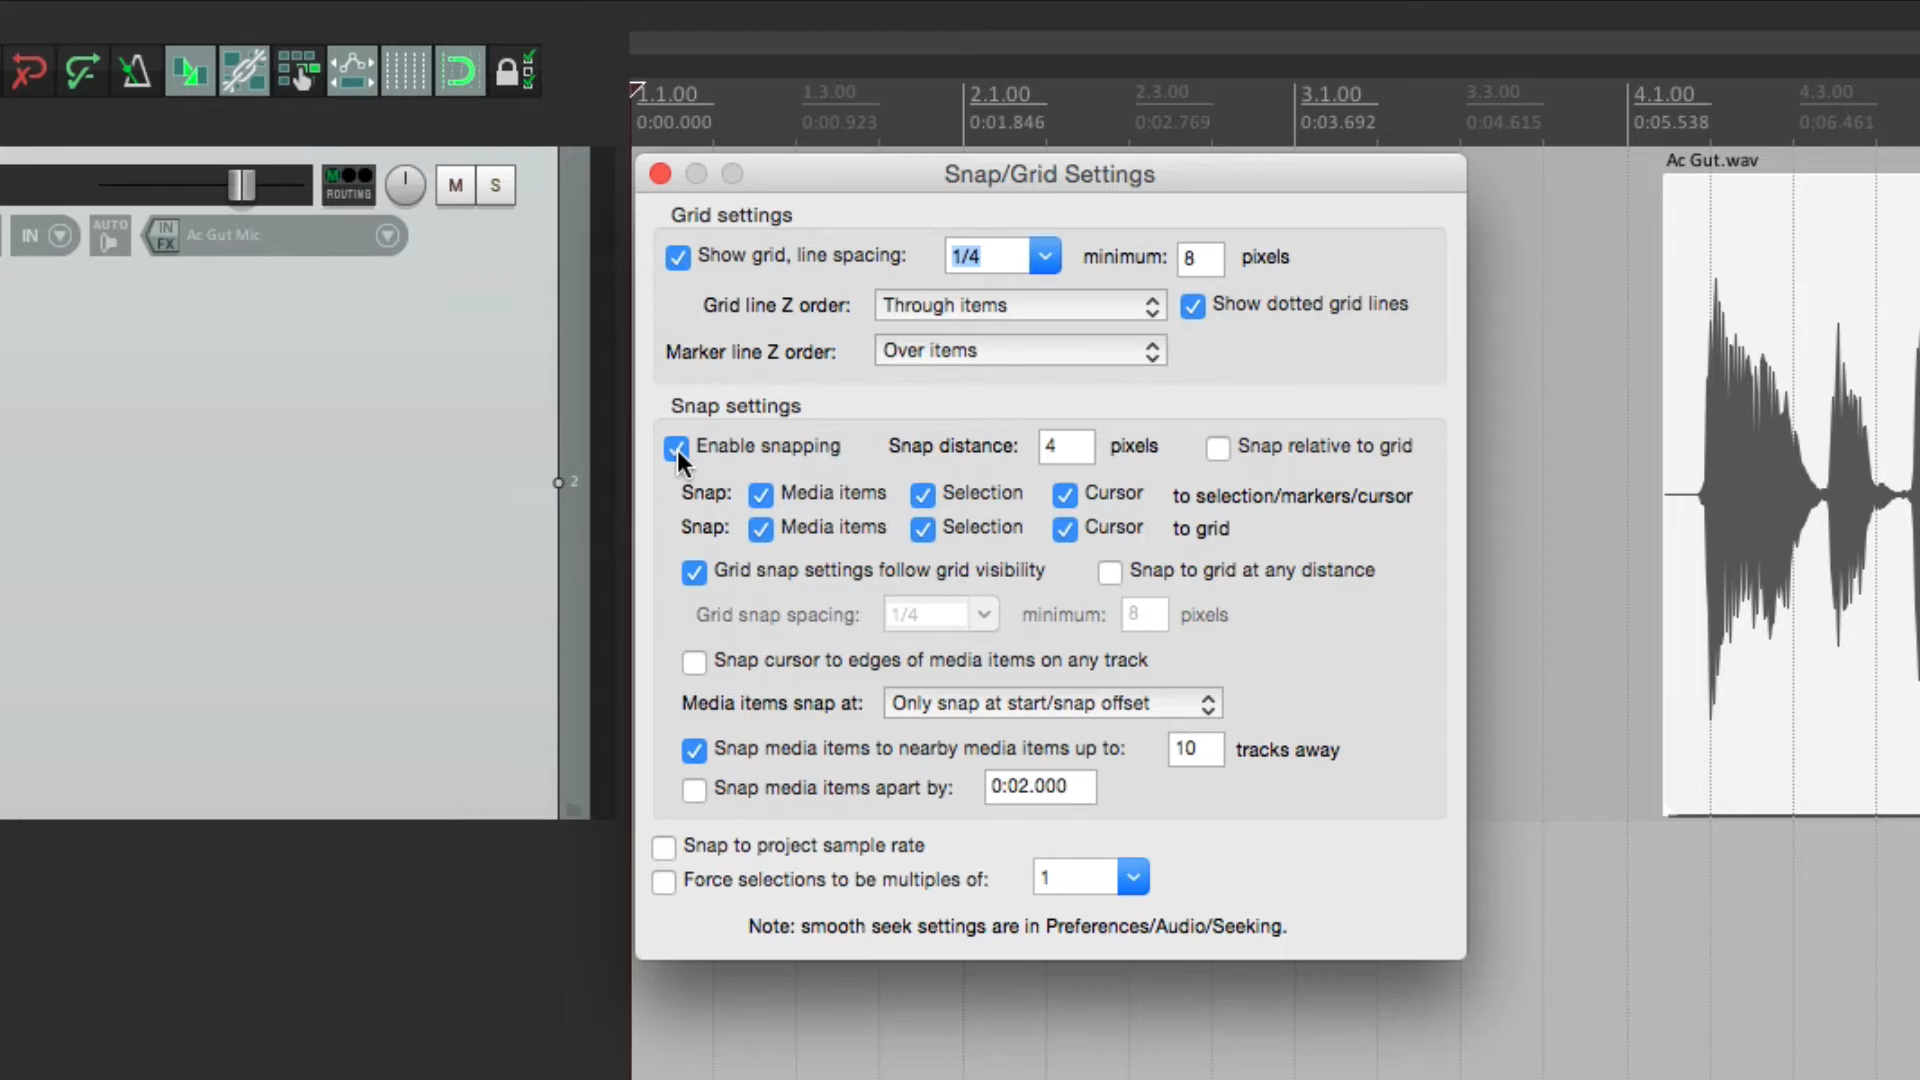 1.1.00 1.3.00 2.1.00 2.3.00 3.1.00 3.3.00 4.1.00 4.3.00
0:00.000 0:00.923 0:01.846 0:02.769 0:03.692 0:04.615 0:05.538 0:06.461
Ac Gut.wav
ROUTING M S
IN AUTO IN FX Ac Gut Mic
2
Snap/Grid Settings
Grid settings
Show grid, line spacing: 1/4 minimum: 8 pixels
Grid line Z order: Through items Show dotted grid lines
Marker line Z order: Over items
Snap settings
Enable snapping Snap distance: 4 pixels Snap relative to grid
Snap: Media items Selection Cursor to selection/markers/cursor
Snap: Media items Selection Cursor to grid
Grid snap settings follow grid visibility Snap to grid at any distance
Grid snap spacing: 1/4 minimum: 8 pixels
Snap cursor to edges of media items on any track
Media items snap at: Only snap at start/snap offset
Snap media items to nearby media items up to: 10 tracks away
Snap media items apart by: 0:02.000
Snap to project sample rate
Force selections to be multiples of: 1
Note: smooth seek settings are in Preferences/Audio/Seeking.